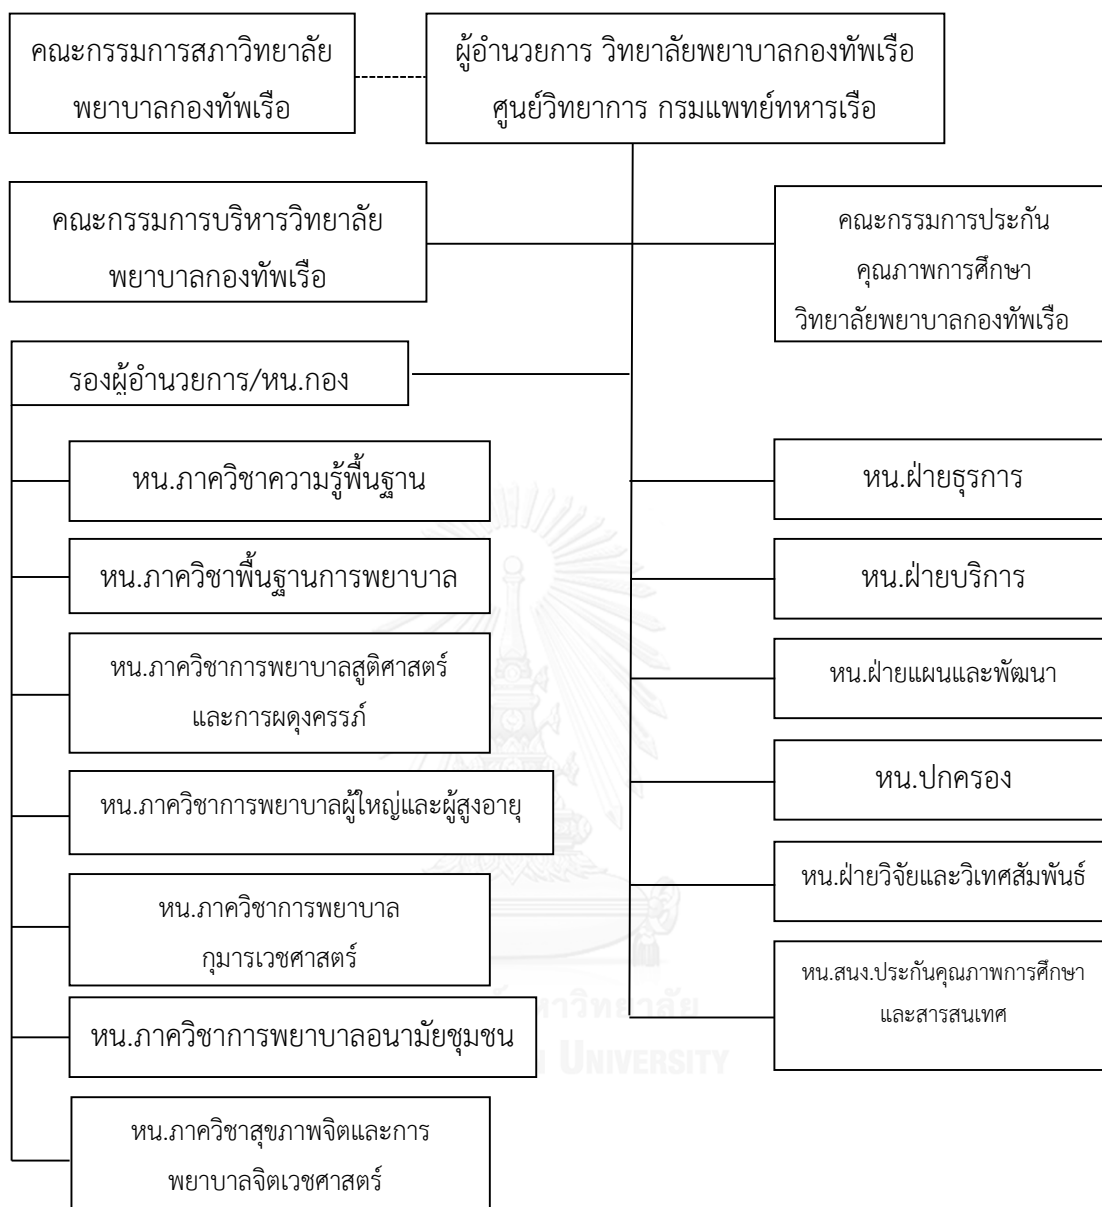 คณะกรรมการสภาวิทยาลัย
พยาบาลกองทัพเรือ
ผู้อำนวยการ วิทยาลัยพยาบาลกองทัพเรือ
ศูนย์วิทยาการ กรมแพทย์ทหารเรือ
คณะกรรมการบริหารวิทยาลัย
พยาบาลกองทัพเรือ
คณะกรรมการประกัน
คุณภาพการศึกษา
วิทยาลัยพยาบาลกองทัพเรือ
รองผู้อำนวยการ/หน.กอง
หน.ภาควิชาความรู้พื้นฐาน
หน.ภาควิชาพื้นฐานการพยาบาล
หน.ภาควิชาการพยาบาลสูติศาสตร์
และการผดุงครรภ์
หน.ภาควิชาการพยาบาลผู้ใหญ่และผู้สูงอายุ
หน.ภาควิชาการพยาบาล
กุมารเวชศาสตร์
หน.ภาควิชาการพยาบาลอนามัยชุมชน
หน.ภาควิชาสุขภาพจิตและการ
พยาบาลจิตเวชศาสตร์
หน.ฝ่ายธุรการ
หน.ฝ่ายบริการ
หน.ฝ่ายแผนและพัฒนา
หน.ปกครอง
หน.ฝ่ายวิจัยและวิเทศสัมพันธ์
หน.สนง.ประกันคุณภาพการศึกษา
และสารสนเทศ
UNIVERSITY